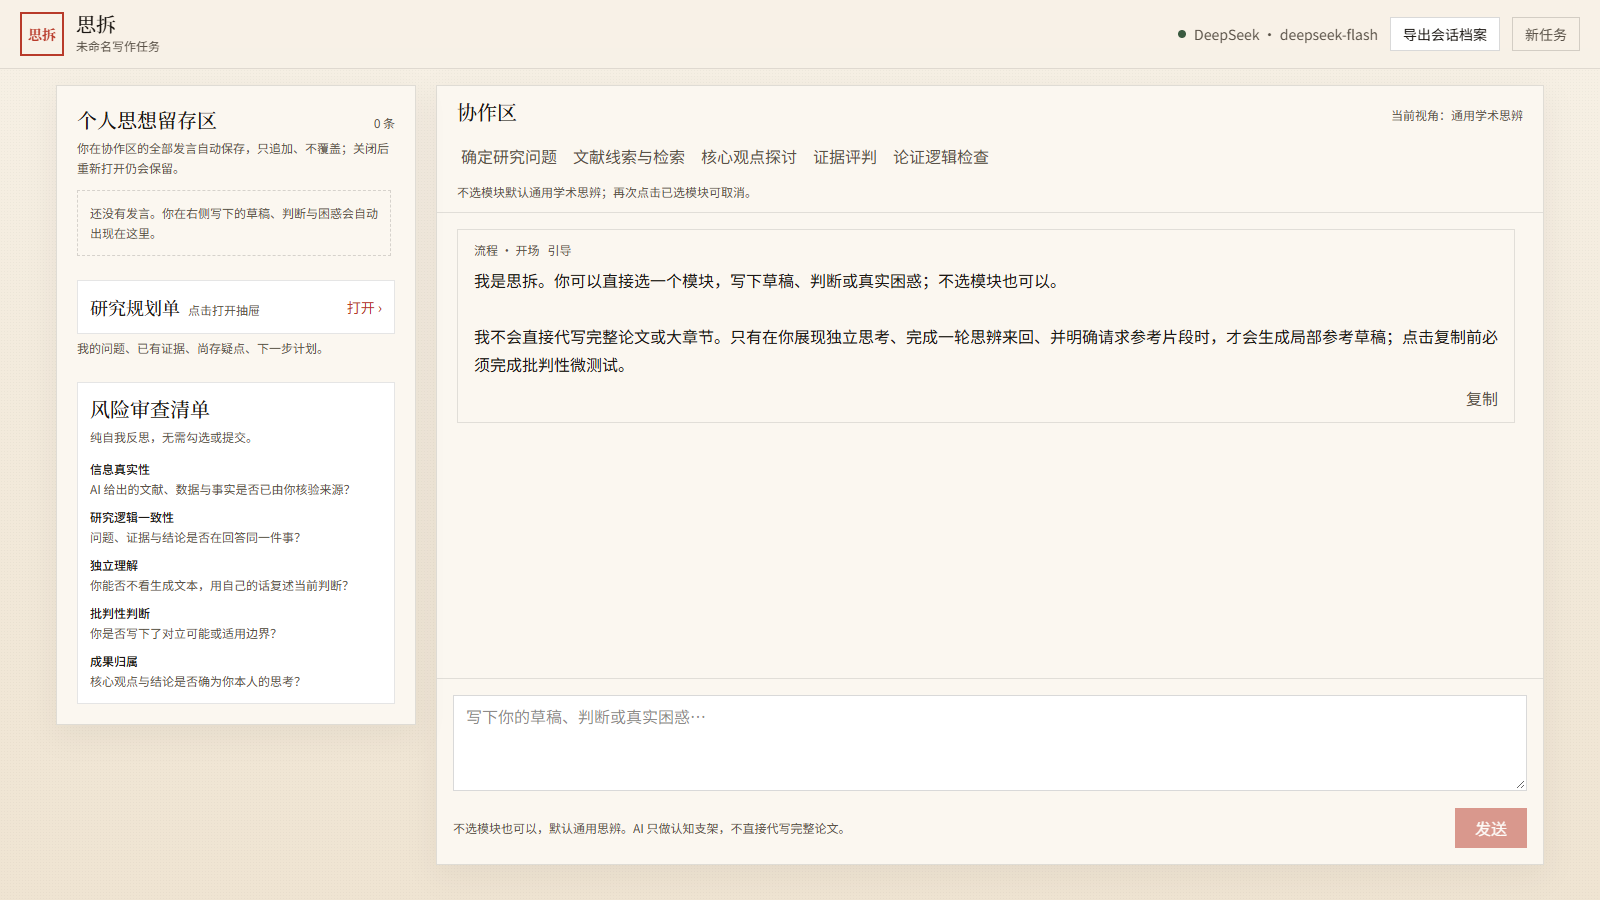 思拆
思拆
未命名写作任务
DeepSeek · deepseek-flash
导出会话档案
新任务
个人思想留存区
0 条
你在协作区的全部发言自动保存，只追加、不覆盖；关闭后
重新打开仍会保留。
还没有发言。你在右侧写下的草稿、判断与困惑会自动
出现在这里。
研究规划单 点击打开抽屉
打开 ›
我的问题、已有证据、尚存疑点、下一步计划。
风险审查清单
纯自我反思，无需勾选或提交。
信息真实性
AI 给出的文献、数据与事实是否已由你核验来源？
研究逻辑一致性
问题、证据与结论是否在回答同一件事？
独立理解
你能否不看生成文本，用自己的话复述当前判断？
批判性判断
你是否写下了对立可能或适用边界？
成果归属
核心观点与结论是否确为你本人的思考？
协作区
当前视角：通用学术思辨
确定研究问题 文献线索与检索 核心观点探讨 证据评判 论证逻辑检查
不选模块默认通用学术思辨；再次点击已选模块可取消。
流程 · 开场 引导
我是思拆。你可以直接选一个模块，写下草稿、判断或真实困惑；不选模块也可以。
我不会直接代写完整论文或大章节。只有在你展现独立思考、完成一轮思辨来回、并明确请求参考片段时，才会生成局部参考草稿；点击复制前必
须完成批判性微测试。
复制
写下你的草稿、判断或真实困惑…
不选模块也可以，默认通用思辨。AI 只做认知支架，不直接代写完整论文。
发送